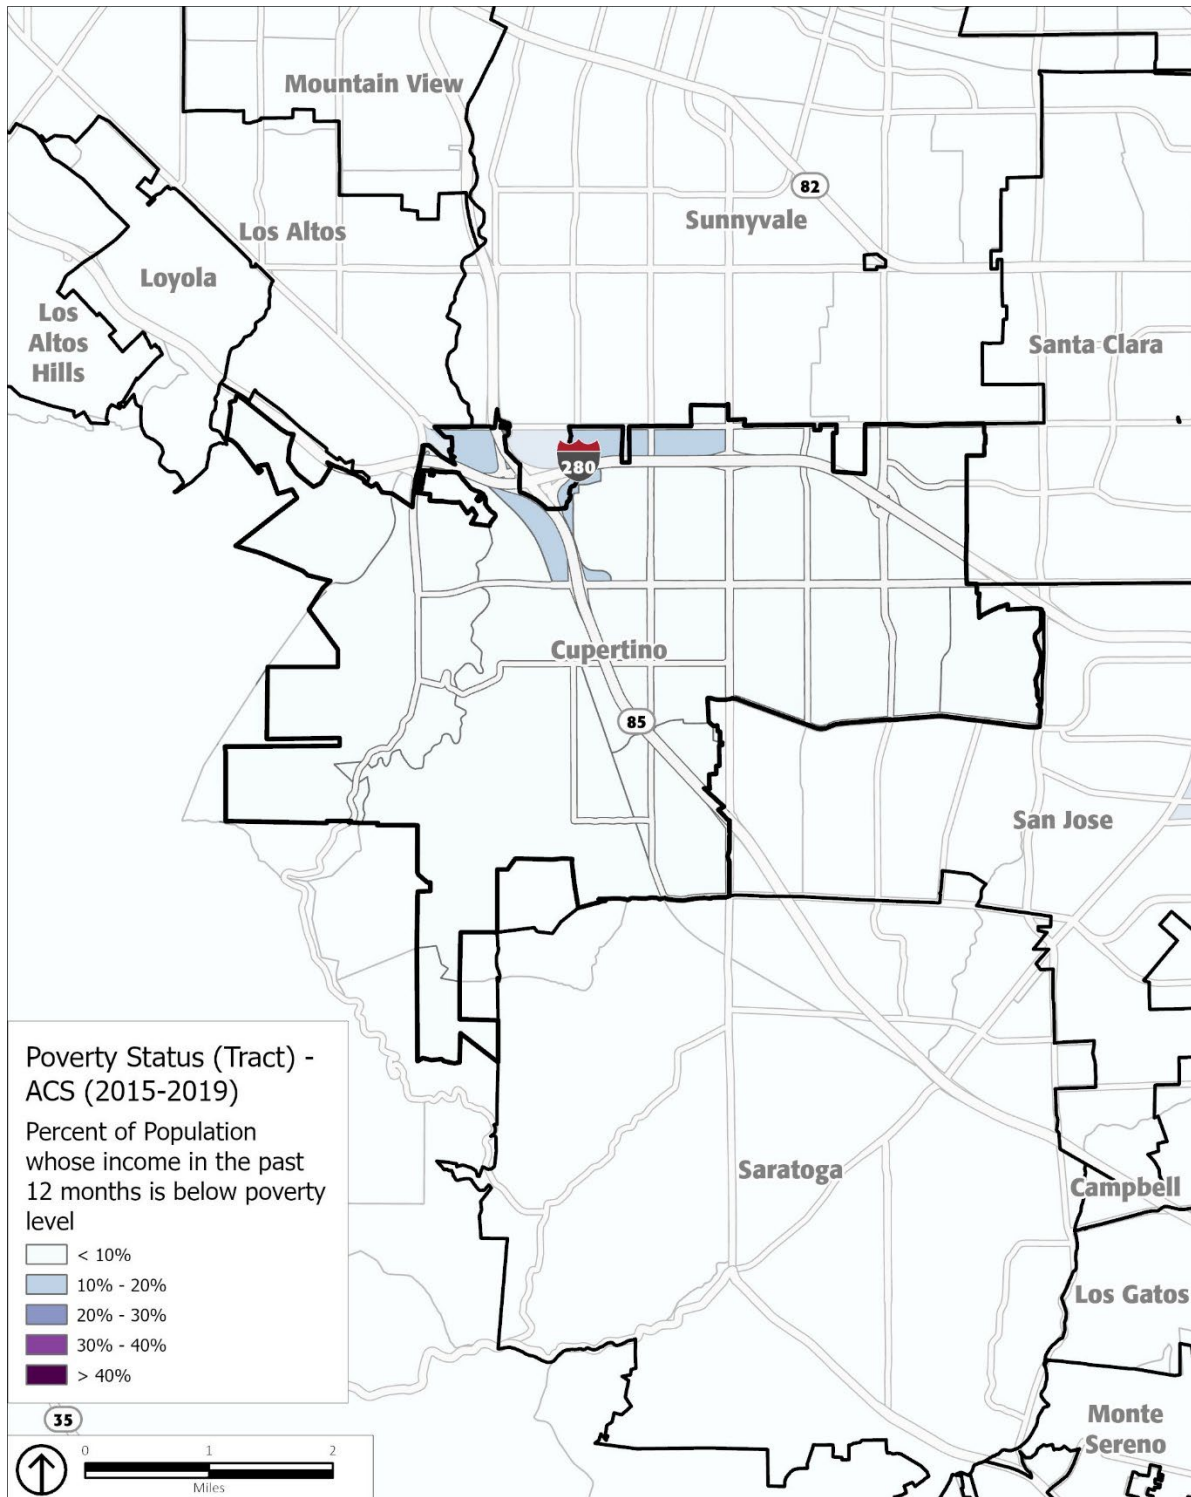 Mountain View
82
Sunnyvale
Los Altos
Loyola
Los
Altos
Hills
Santa Clara
280
Cupertino
85
San Jose
Poverty Status (Tract) -
ACS (2015-2019)
Percent of Population
whose income in the past
12 months is below poverty
level
< 10%
10% - 20%
20% - 30%
30% - 40%
> 40%
Saratoga
Campbell
Los Gatos
Monte
Sereno
35
0 1 2
Miles